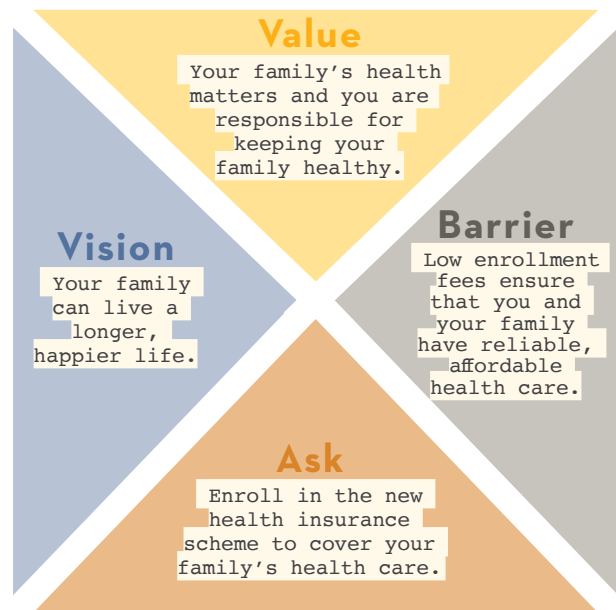 Value
Your family’s health
matters and you are
responsible for
keeping your
family healthy.
Barrier
Low enrollment
fees ensure
that you and
your family
have reliable,
affordable
health care.
Ask
Enroll in the new
health insurance
scheme to cover your
family’s health care.
Vision
Your family
can live a
longer,
happier life.